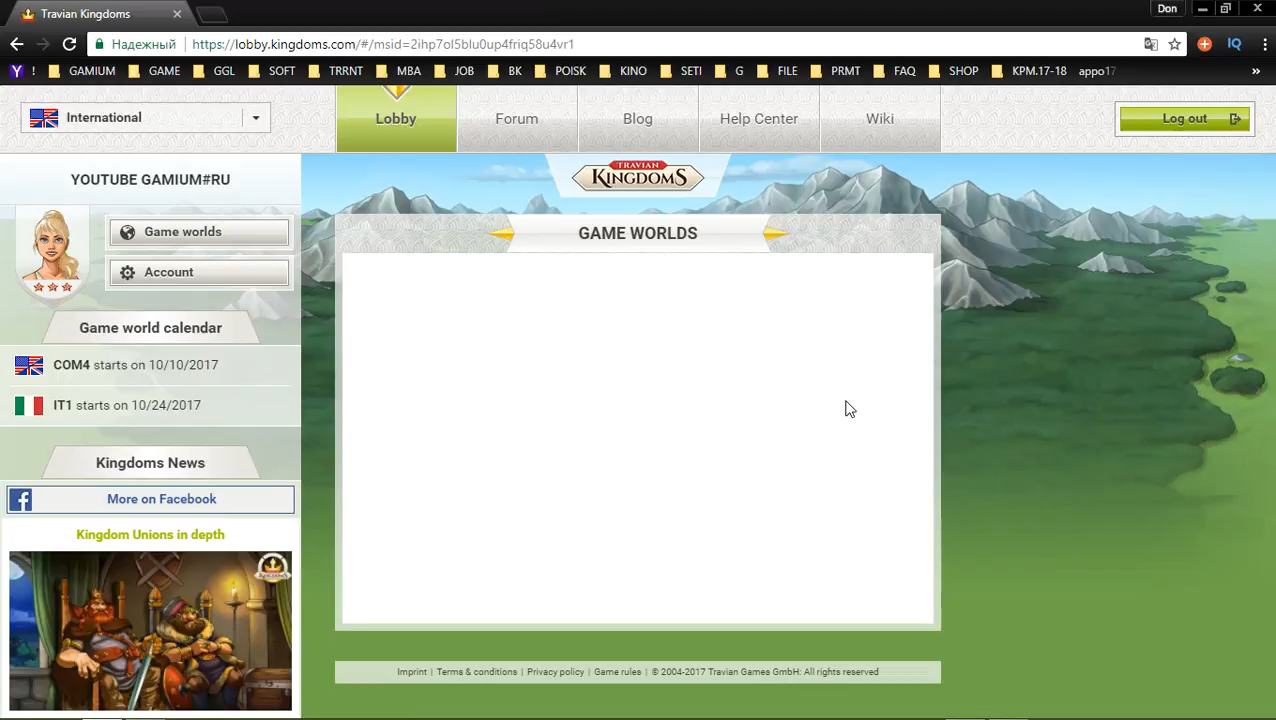 Travian Kingdoms
Don
Надежный
https://lobby.kingdoms.com/#/msid=2ihp7ol5blu0up4friq58u4vr1
IQ
Y ! GAMIUM GAME GGL SOFT TRRNT MBA JOB BK POISK KINO SETI G FILE PRMT FAQ SHOP KPM.17-18 appo17 »
International
Lobby
Forum
Blog
Help Center
Wiki
Log out
YOUTUBE GAMIUM#RU
TRAVIAN
KINGDOMS
Game worlds
GAME WORLDS
Account
Game world calendar
COM4 starts on 10/10/2017
IT1 starts on 10/24/2017
Kingdoms News
f More on Facebook
Kingdom Unions in depth
Imprint | Terms & conditions | Privacy policy | Game rules | © 2004-2017 Travian Games GmbH: All rights reserved